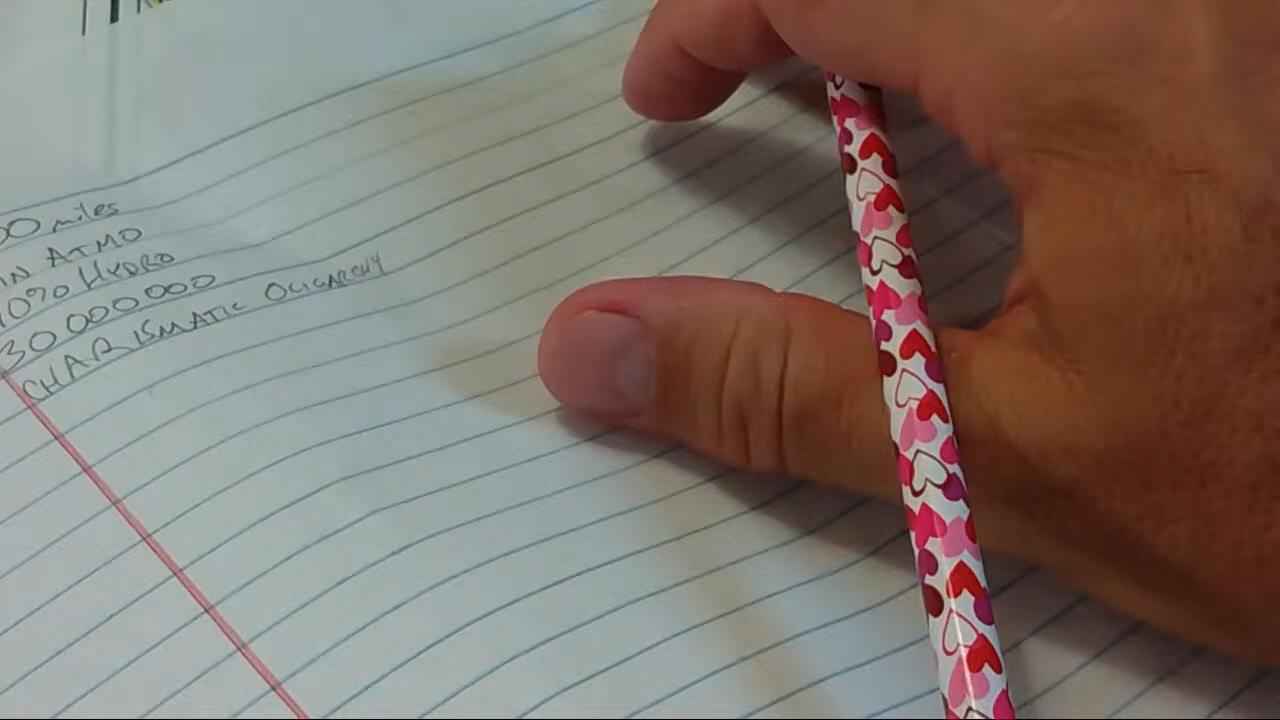 00 miles
IN ATMO
10% HYDRO
30 000 000
CHARISMATIC OLIGARCHY